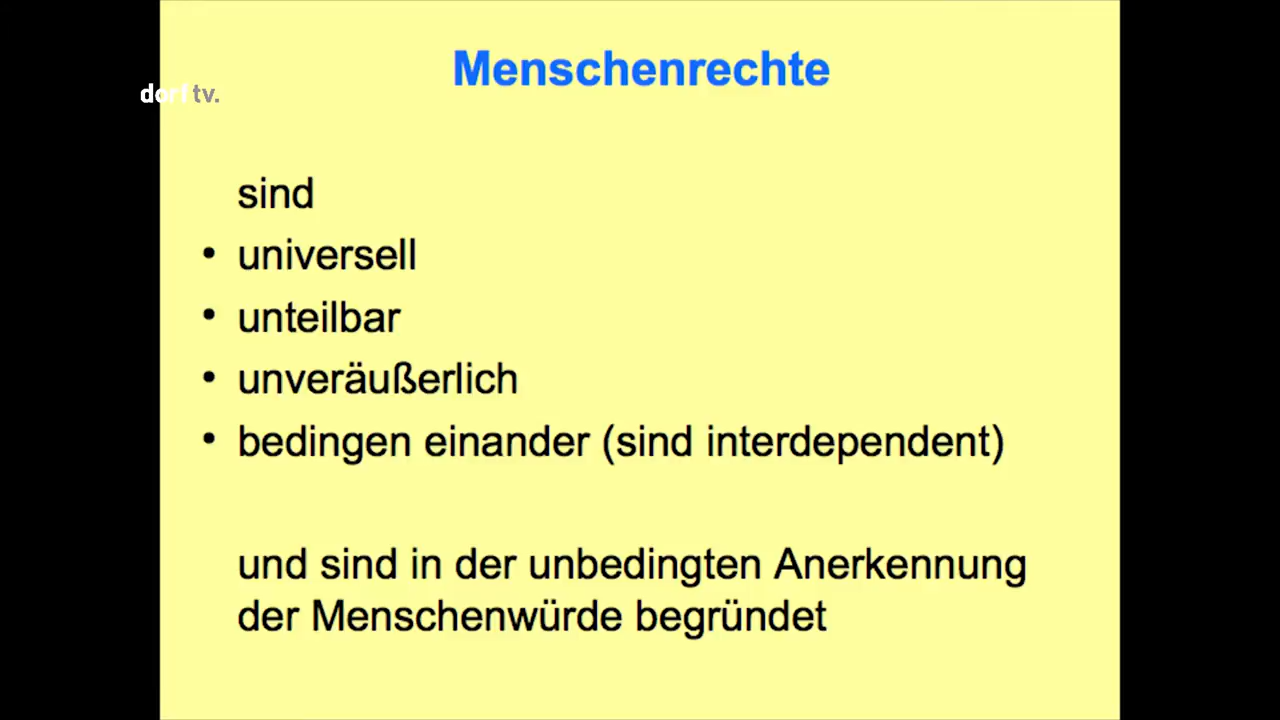 Menschenrechte
dorf tv.
sind
• universell
• unteilbar
• unveräußerlich
• bedingen einander (sind interdependent)
und sind in der unbedingten Anerkennung
der Menschenwürde begründet